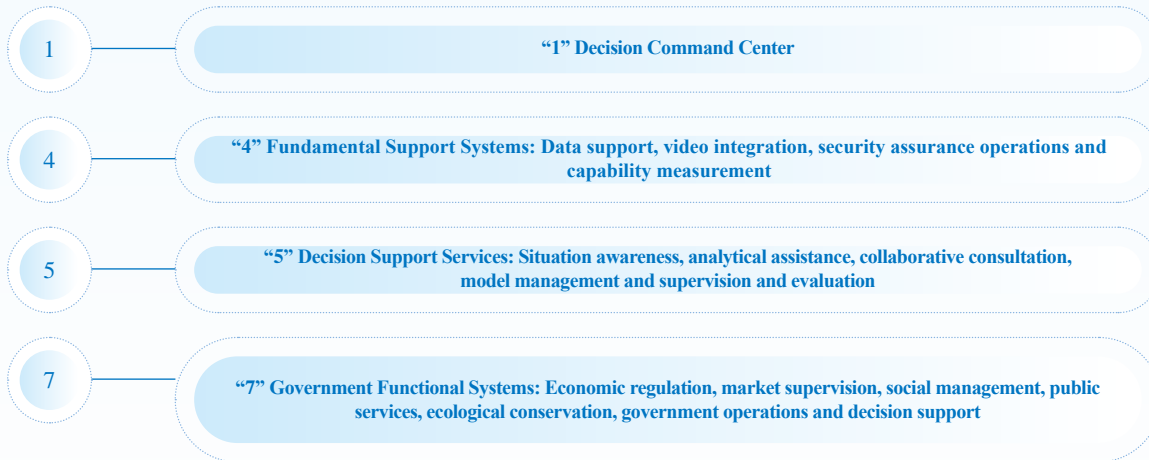 1
“1” Decision Command Center
4
“4” Fundamental Support Systems: Data support, video integration, security assurance operations and
capability measurement
5
“5” Decision Support Services: Situation awareness, analytical assistance, collaborative consultation,
model management and supervision and evaluation
7
“7” Government Functional Systems: Economic regulation, market supervision, social management, public
services, ecological conservation, government operations and decision support